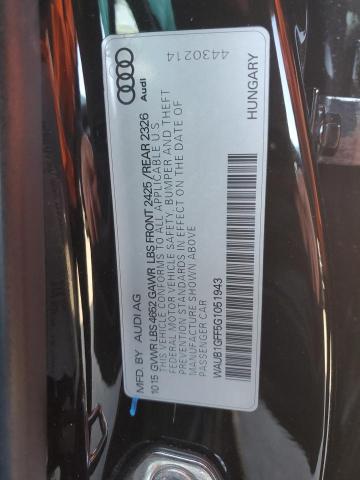 MFD. BY AUDI AG
10 15 GVWR LBS 4662 GAWR LBS FRONT 2425/REAR 2326
THIS VEHICLE CONFORMS TO ALL APPLICABLE U S
FEDERAL MOTOR VEHICLE SAFETY, BUMPER AND THEFT
PREVENTION STANDARDS IN EFFECT ON THE DATE OF
MANUFACTURE SHOWN ABOVE
PASSENGER CAR
WAUB1GFF5G1051943
Audi
4430214
HUNGARY